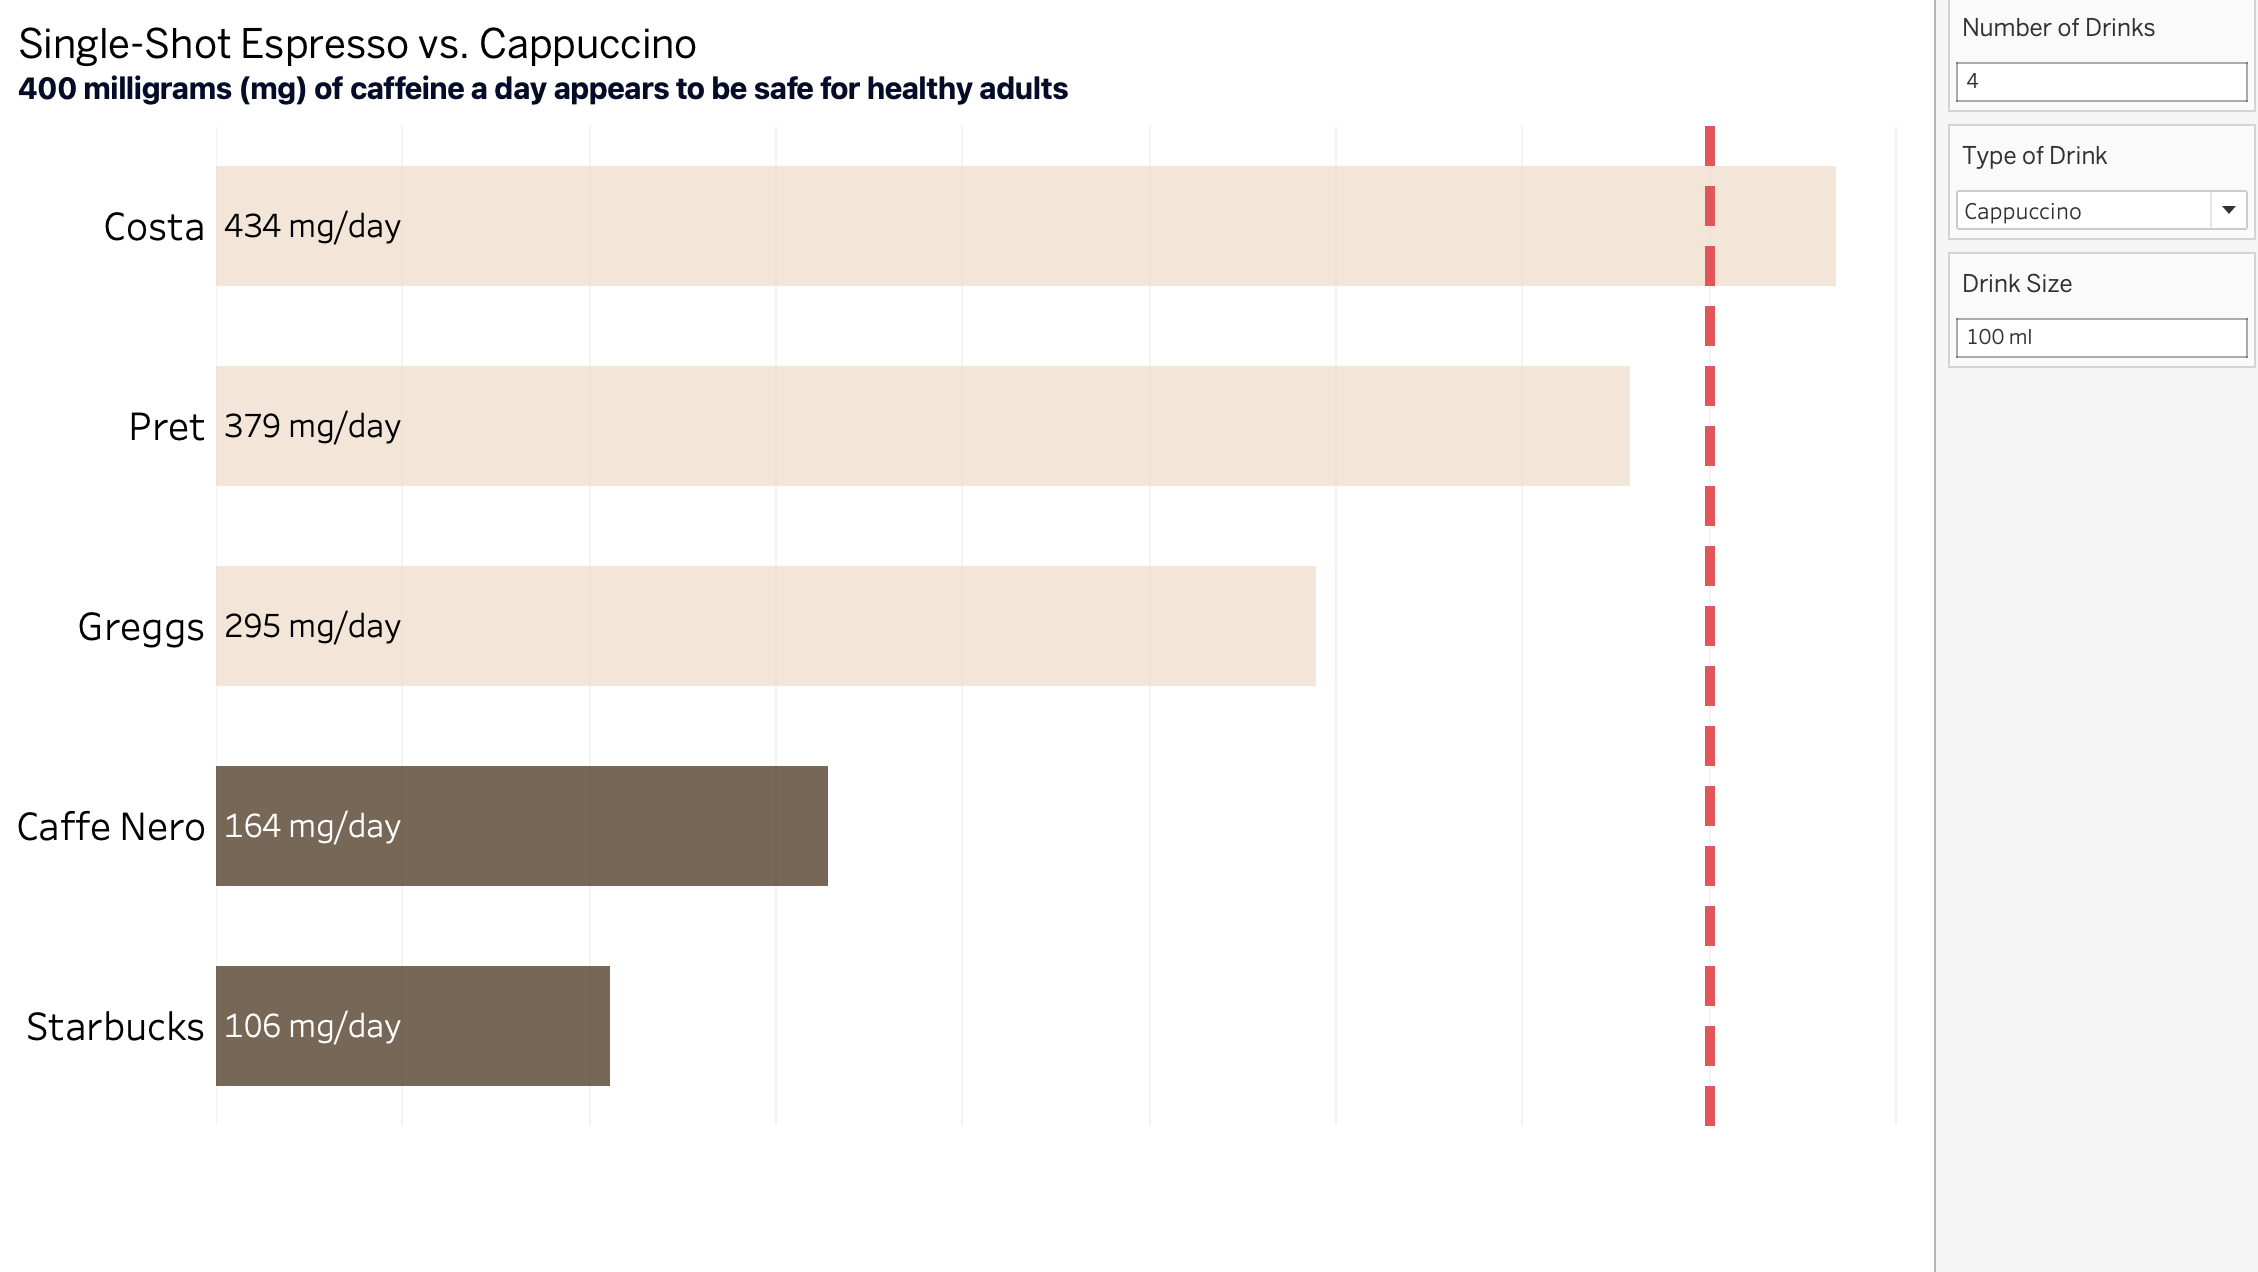 Single-Shot Espresso vs. Cappuccino
400 milligrams (mg) of caffeine a day appears to be safe for healthy adults
Costa 434 mg/day
Pret 379 mg/day
Greggs 295 mg/day
Caffe Nero 164 mg/day
Starbucks 106 mg/day
Number of Drinks
4
Type of Drink
Cappuccino
Drink Size
100 ml